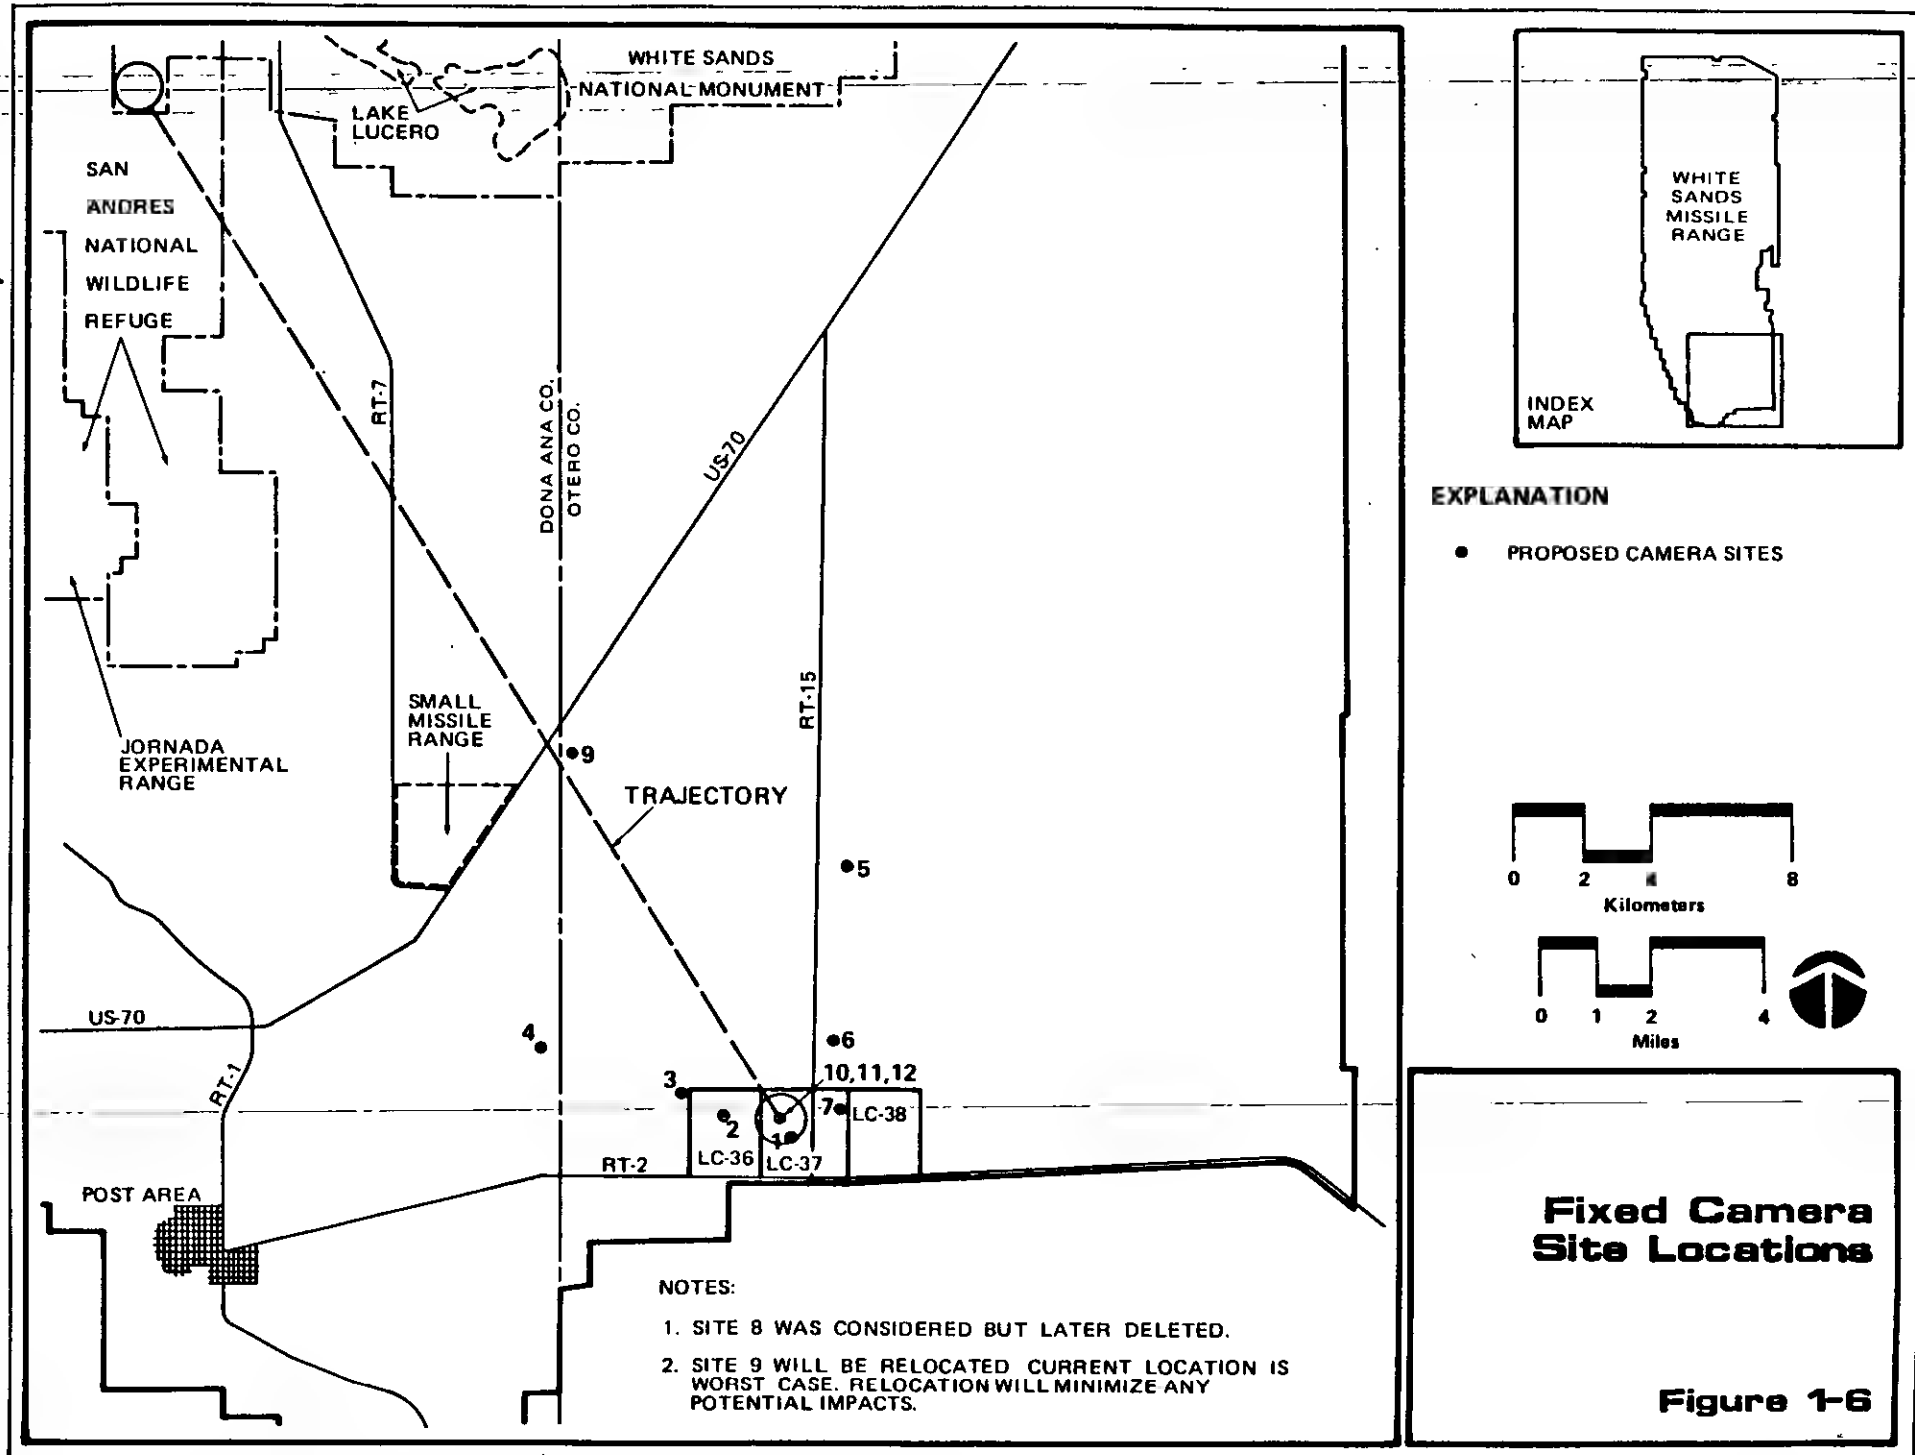 WHITE SANDS
NATIONAL MONUMENT
LAKE
LUCERO
SAN
ANDRES
NATIONAL
WILDLIFE
REFUGE
RT-7
DONA ANA CO.
OTERO CO.
US-70
RT-15
SMALL
MISSILE
RANGE
JORNADA
EXPERIMENTAL
RANGE
9
TRAJECTORY
5
US-70
RT-1
4
6
3
10,11,12
2
7
LC-38
1
LC-36
LC-37
RT-2
POST AREA
NOTES:
1. SITE 8 WAS CONSIDERED BUT LATER DELETED.
2. SITE 9 WILL BE RELOCATED CURRENT LOCATION IS
WORST CASE. RELOCATION WILL MINIMIZE ANY
POTENTIAL IMPACTS.
WHITE
SANDS
MISSILE
RANGE
INDEX
MAP
EXPLANATION
● PROPOSED CAMERA SITES
0 2 4 8
Kilometers
0 1 2 4
Miles
Fixed Camera
Site Locations
Figure 1-6